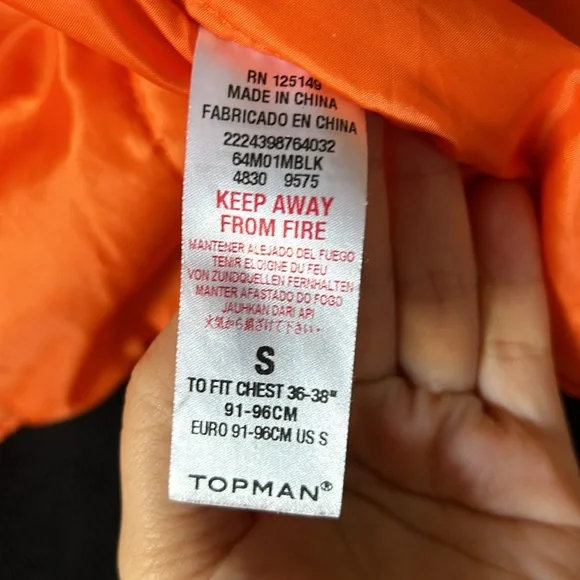 RN 125149
MADE IN CHINA
FABRICADO EN CHINA
2224398764032
64M01MBLK
4830 9575
KEEP AWAY
FROM FIRE
MANTENER ALEJADO DEL FUEGO
TENIR ELOIGNE DU FEU
VON ZUNDQUELLEN FERNHALTEN
MANTER AFASTADO DO FOGO
JAUHKAN DARI API
S
TO FIT CHEST 36-38"
91-96CM
EURO 91-96CM US S
TOPMAN®